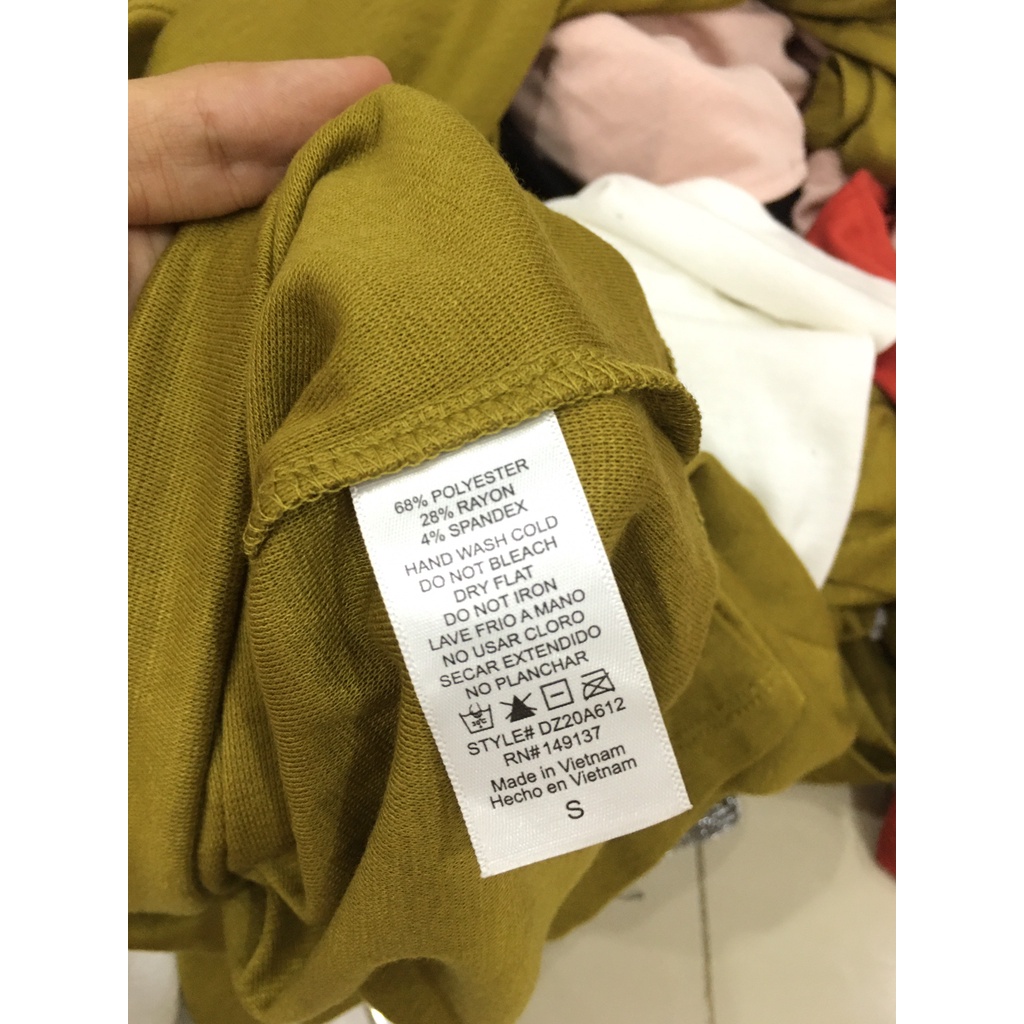 68% POLYESTER
28% RAYON
4% SPANDEX
HAND WASH COLD
DO NOT BLEACH
DRY FLAT
DO NOT IRON
LAVE FRIO A MANO
NO USAR CLORO
SECAR EXTENDIDO
NO PLANCHAR
30°C
STYLE# DZ20A612
RN# 149137
Made in Vietnam
Hecho en Vietnam
S